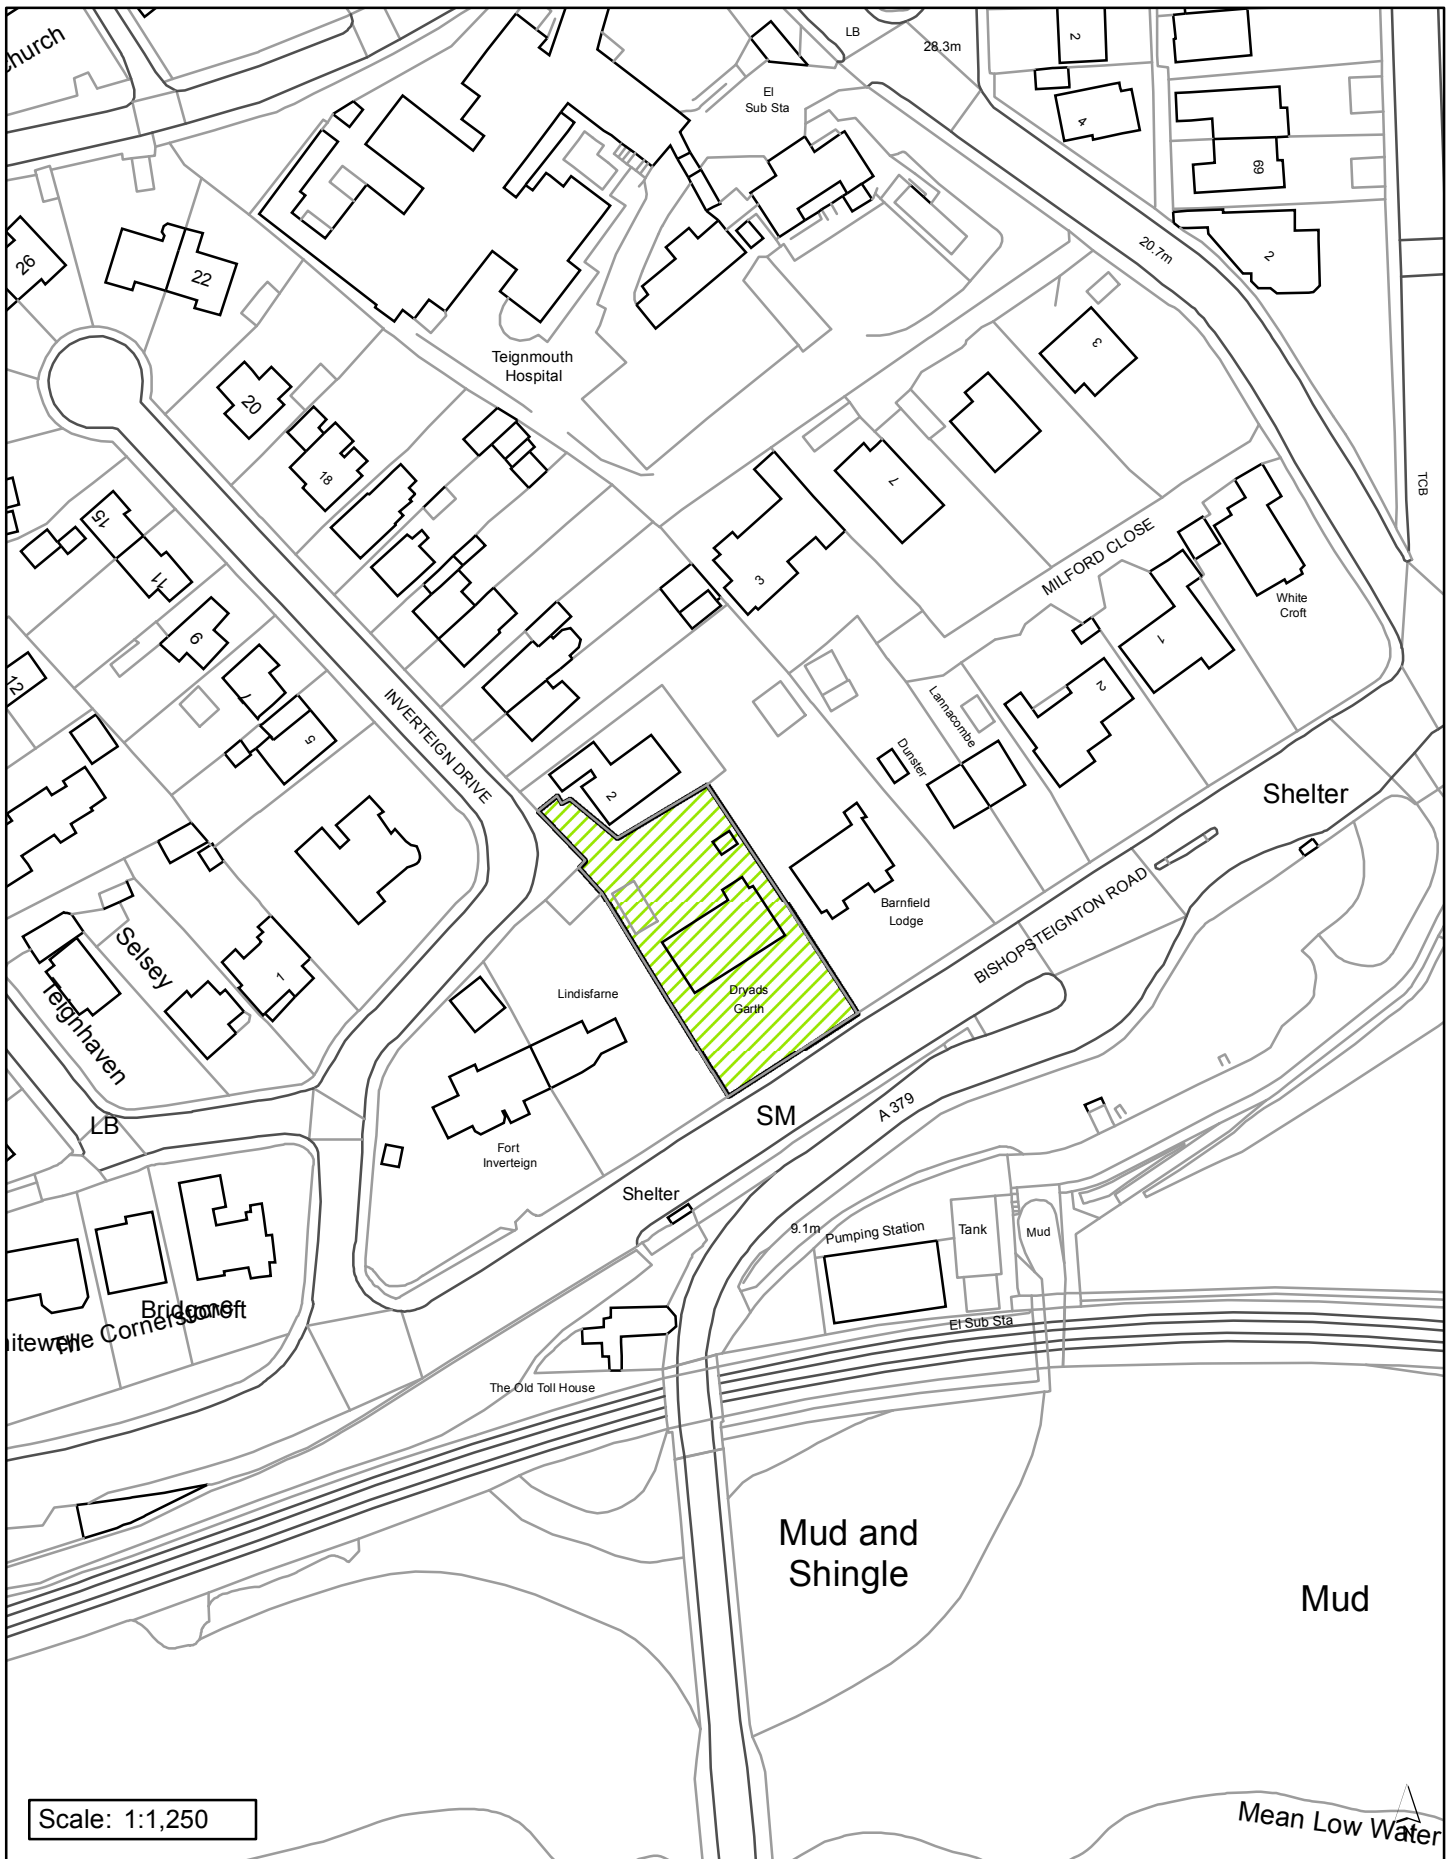 church
LB
28.3m
2
El
Sub Sta
4
69
20.7m
2
26
22
Teignmouth
Hospital
3
20
18
7
TCB
15
11
3
MILFORD CLOSE
White
Croft
9
1
12
7
INVERTEIGN DRIVE
2
Lannacombe
5
Dunster
2
Shelter
Barnfield
Lodge
BISHOPSTEIGNTON ROAD
Selsey
1
Lindisfarne
Dryads
Garth
Teignhaven
SM
A 379
LB
Fort
Inverteign
Shelter
9.1m
Pumping Station
Tank
Mud
Bridgcroft
The Cornerstone
itewell
El Sub Sta
The Old Toll House
Mud and
Shingle
Mud
Scale: 1:1,250
Mean Low Water
N